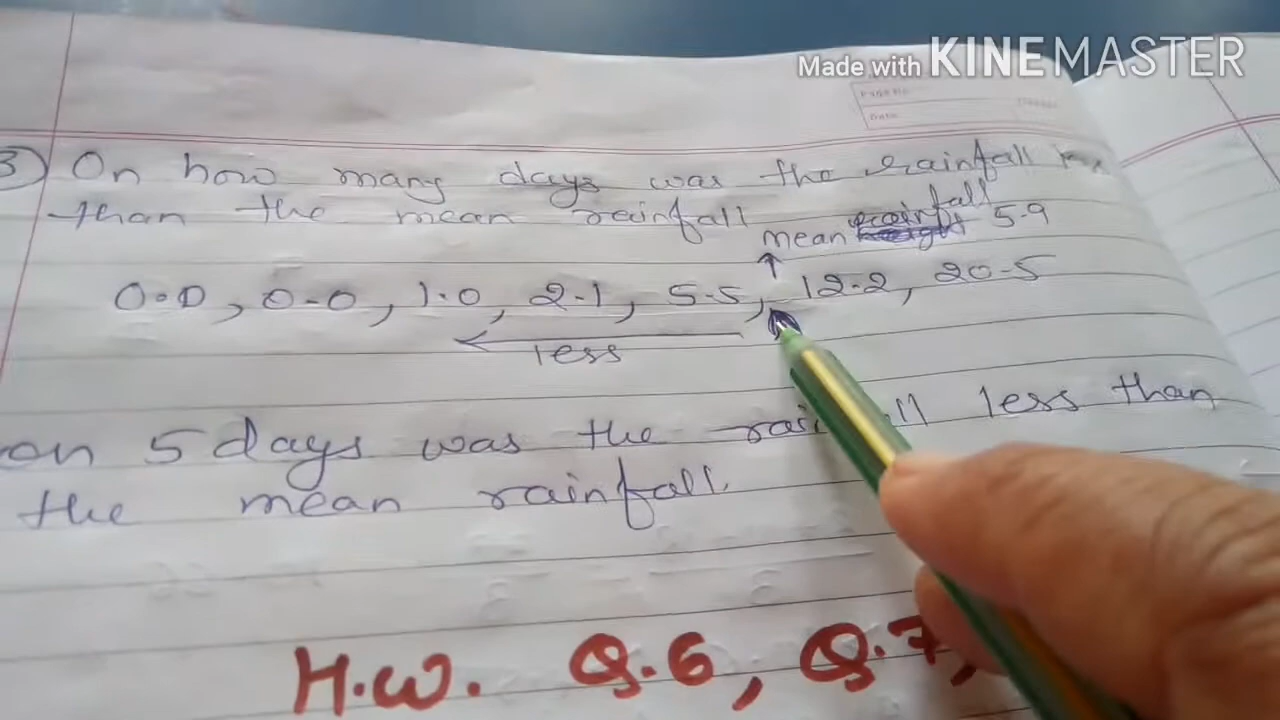 Made with KINEMASTER
3) On how many days was the rainfall less
than the mean rainfall
rainfall
mean 5.9
0.0, 0.0, 1.0, 2.1, 5.5, 12.2, 20.5
less
on 5 days was the rainfall less than
the mean rainfall.
H.W. Q.6, Q.7,